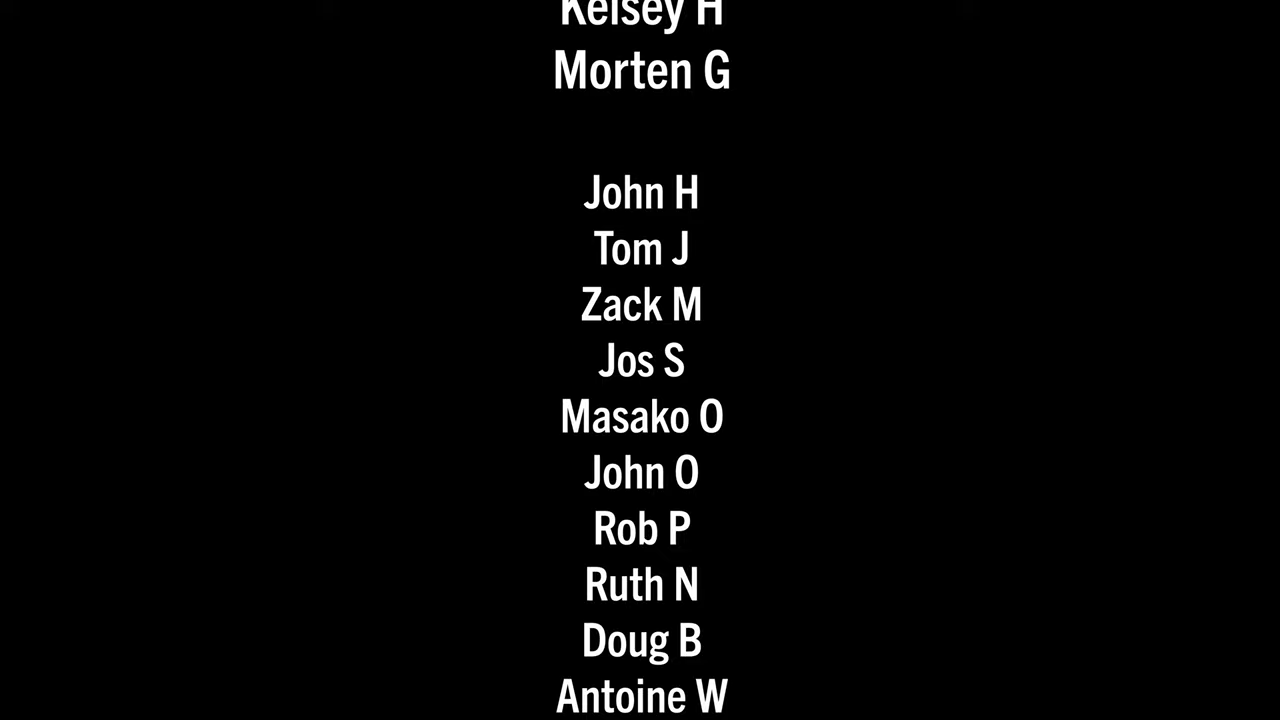 Kelsey H
Morten G
John H
Tom J
Zack M
Jos S
Masako O
John O
Rob P
Ruth N
Doug B
Antoine W